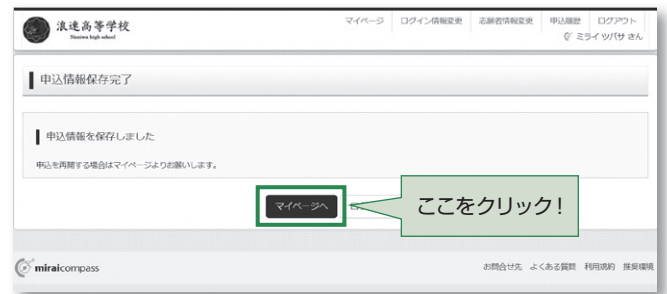 浪速高等学校
Naniwa high school
マイページ ログイン情報変更 志願者情報変更 申込履歴 ログアウト
ミライ ツバサ さん
申込情報保存完了
申込情報を保存しました
申込を再開する場合はマイページよりお願いします。
マイページへ
ここをクリック!
miraicompass
お問合せ先 よくある質問 利用規約 推奨環境